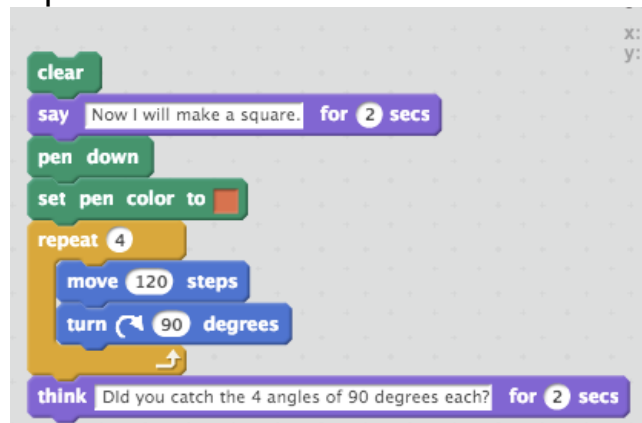 x:
y:
clear
say Now I will make a square. for 2 secs
pen down
set pen color to
repeat 4
move 120 steps
turn 90 degrees
think DId you catch the 4 angles of 90 degrees each? for 2 secs